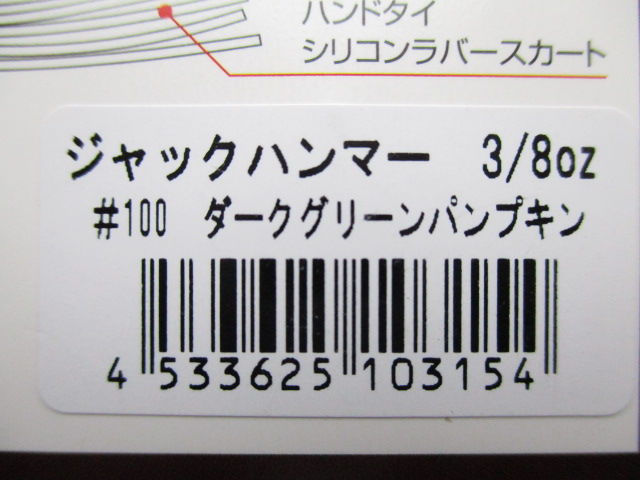 ハンドタイ
シリコンラバースカート
ジャックハンマー 3/8oz
#100 ダークグリーンパンプキン
4 533625 103154